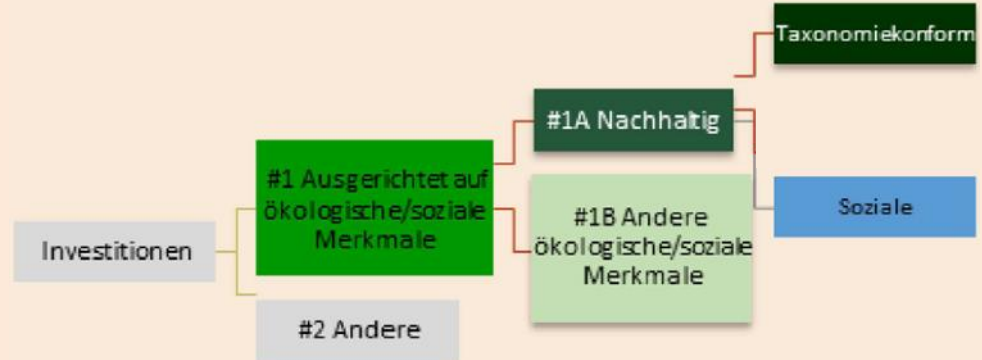 Taxonomiekonform
#1A Nachhaltig
#1 Ausgerichtet auf
ökologische/soziale
Merkmale
Soziale
#1B Andere
ökologische/soziale
Merkmale
Investitionen
#2 Andere